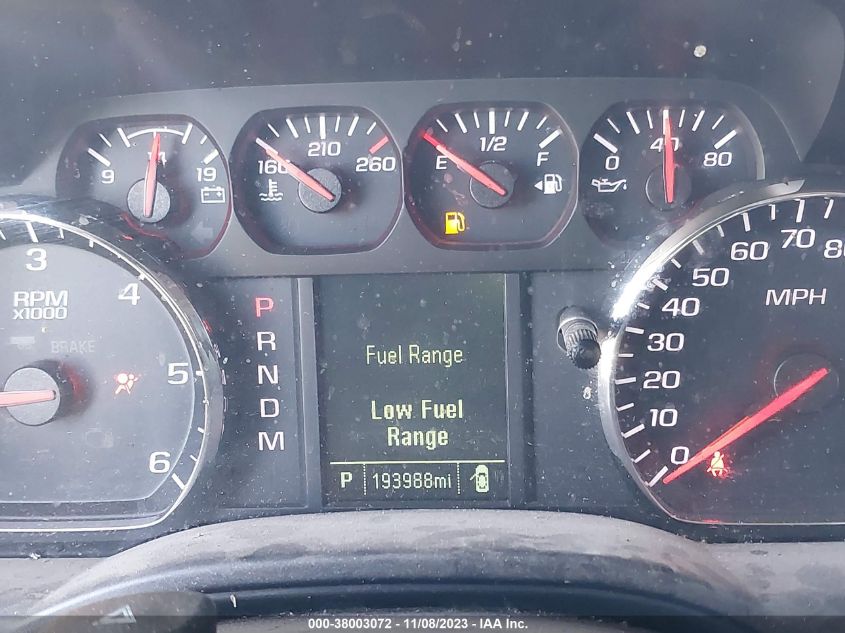 9 14 19
160 210 260
E 1/2 F
0 40 80
3 4 5 6
RPM
x1000
BRAKE
P
R
N
D
M
Fuel Range
Low Fuel
Range
P 193988mi
0 10 20 30 40 50 60 70 80
MPH
000-38003072 - 11/08/2023 - IAA Inc.